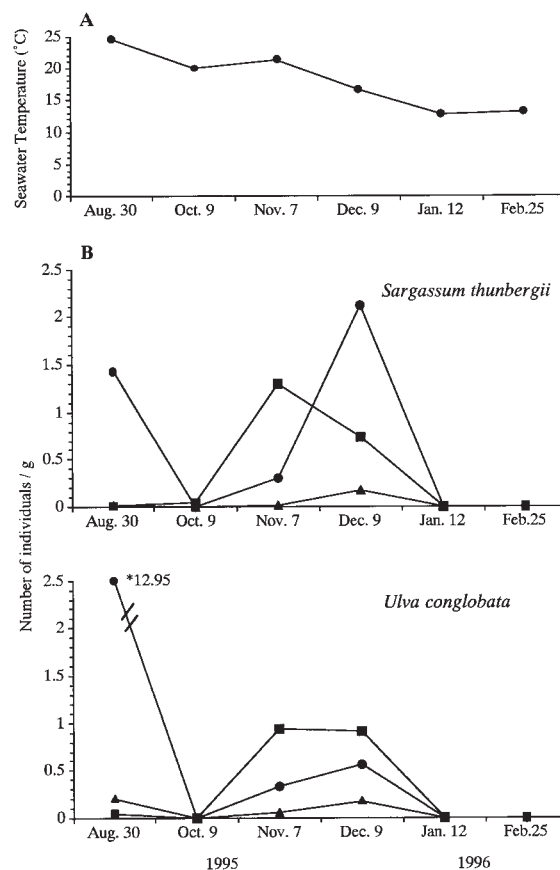 A
Seawater Temperature (˚C)
25
20
15
10
5
0
Aug. 30 Oct. 9 Nov. 7 Dec. 9 Jan. 12 Feb.25
B
Number of individuals / g
Sargassum thunbergii
2.5
2
1.5
1
0.5
0
Aug. 30 Oct. 9 Nov. 7 Dec. 9 Jan. 12 Feb.25
*12.95
Ulva conglobata
2.5
2
1.5
1
0.5
0
Aug. 30 Oct. 9 Nov. 7 Dec. 9 Jan. 12 Feb.25
1995 1996